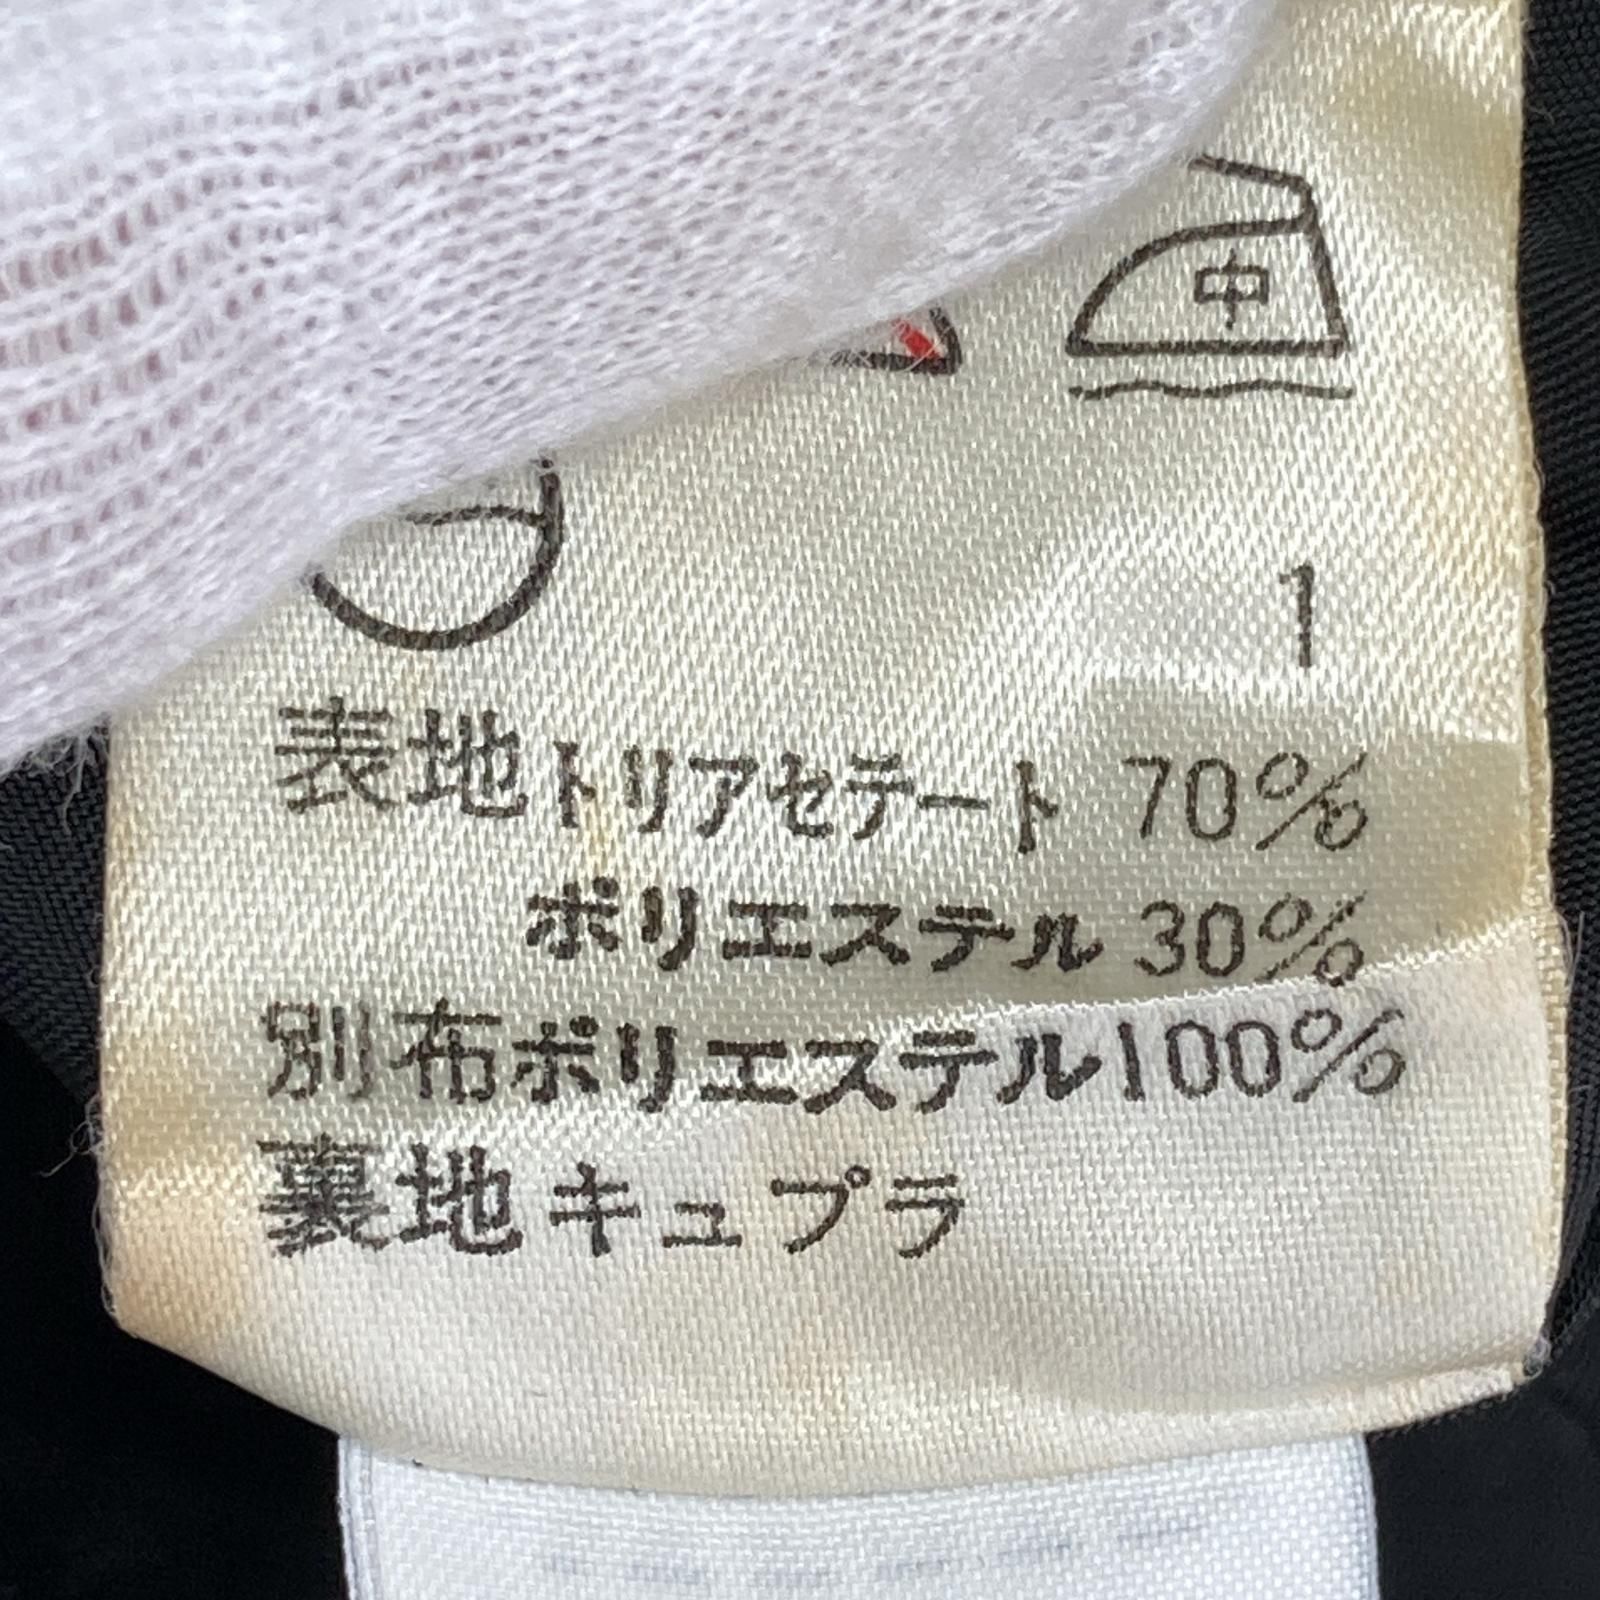 中
1
表地トリアセテート 70%
ポリエステル 30%
別布ポリエステル100%
裏地キュプラ